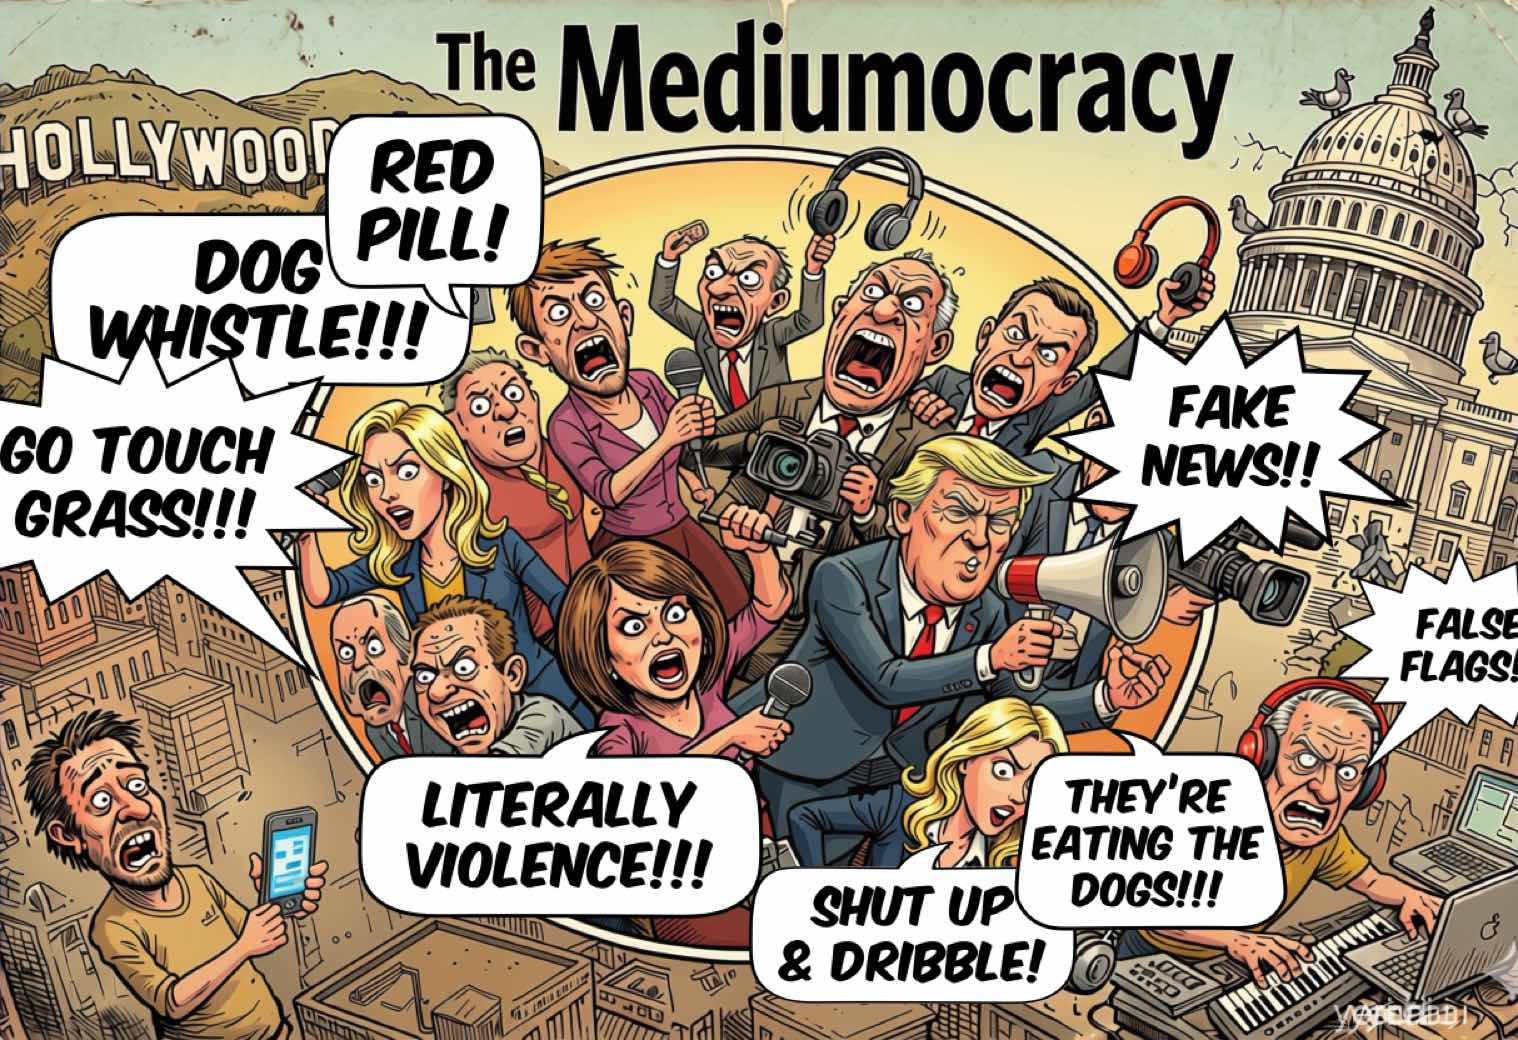 The Mediumocracy
HOLLYWOOD
RED
PILL!
DOG
WHISTLE!!!
GO TOUCH
GRASS!!!
FAKE
NEWS!!
FALSE
FLAGS!
LITERALLY
VIOLENCE!!!
THEY'RE
EATING THE
DOGS!!!
SHUT UP
& DRIBBLE!